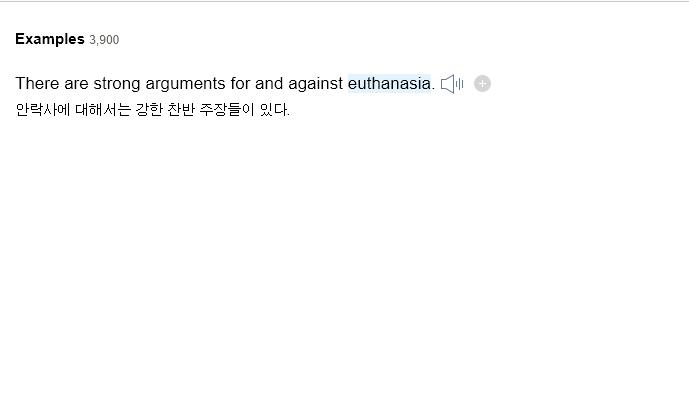 Examples 3,900
There are strong arguments for and against euthanasia.
안락사에 대해서는 강한 찬반 주장들이 있다.